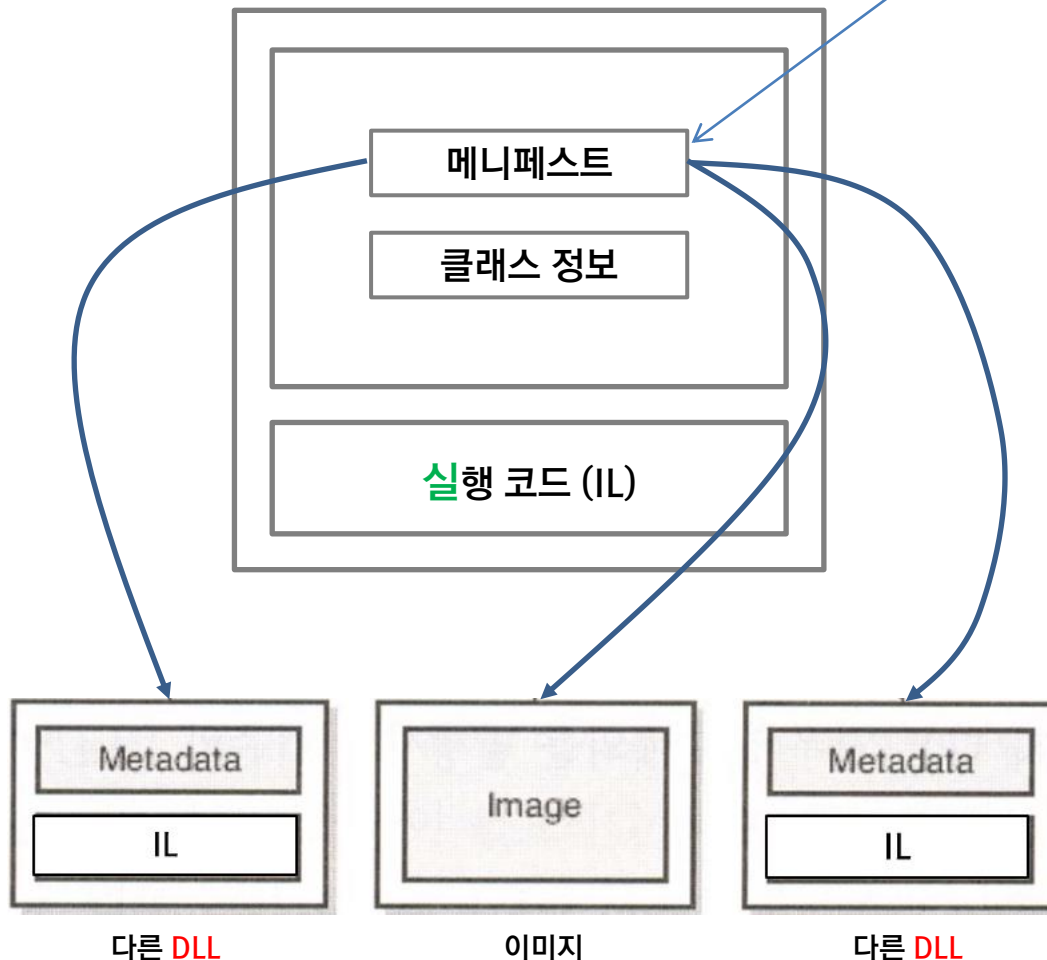 메니페스트
클래스 정보
실행 코드 (IL)
Metadata
IL
Image
Metadata
IL
다른 DLL
이미지
다른 DLL